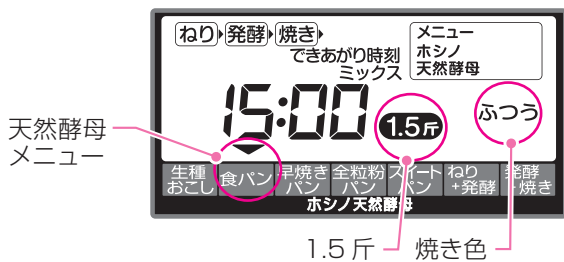 ねり 発酵 焼き
できあがり時刻
ミックス
メニュー
ホシノ
天然酵母
15:00
1.5斤
ふつう
天然酵母
メニュー
生種
おこし
食パン
早焼き
パン
全粒粉
パン
スイート
パン
ねり
+発酵
発酵
+焼き
ホシノ天然酵母
1.5斤
焼き色